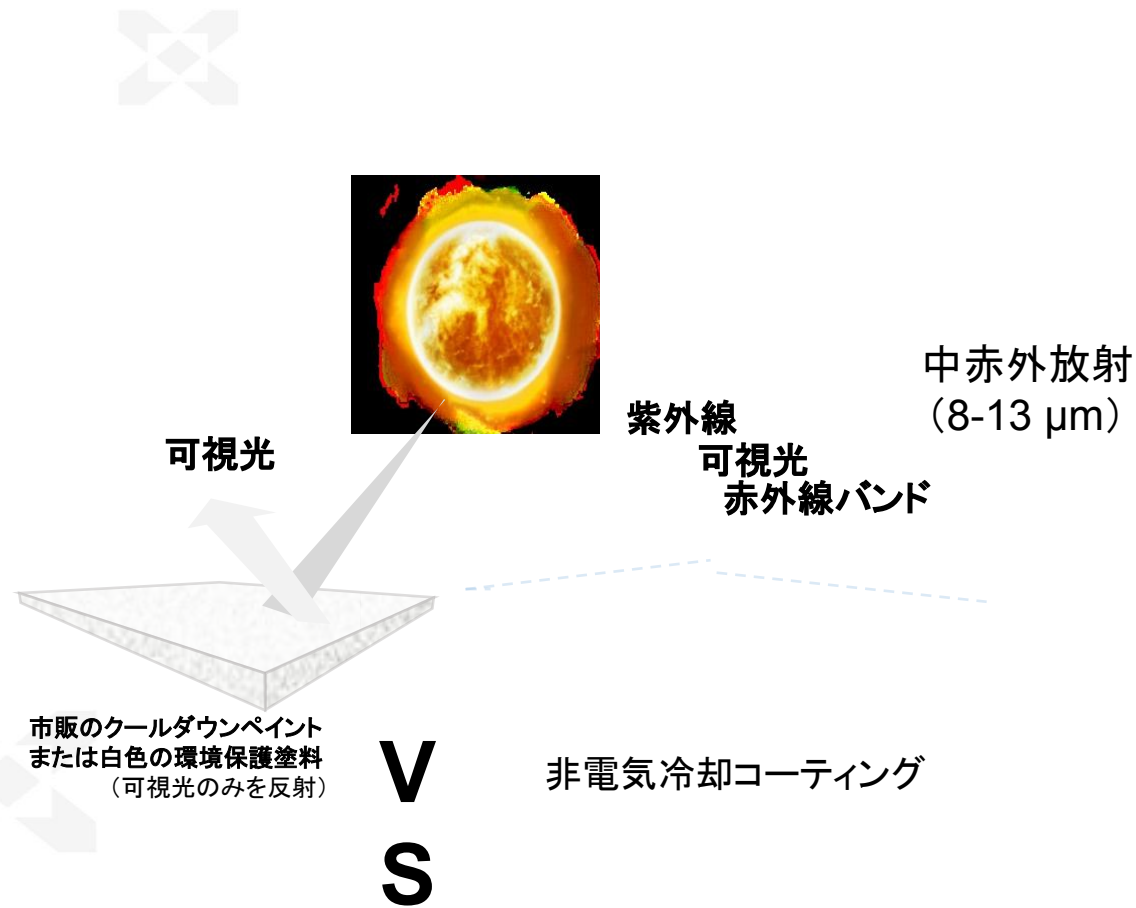 中赤外放射
（8-13 µm）
紫外線
可視光
赤外線バンド
可視光
市販のクールダウンペイント
または白色の環境保護塗料
（可視光のみを反射）
V
S
非電気冷却コーティング